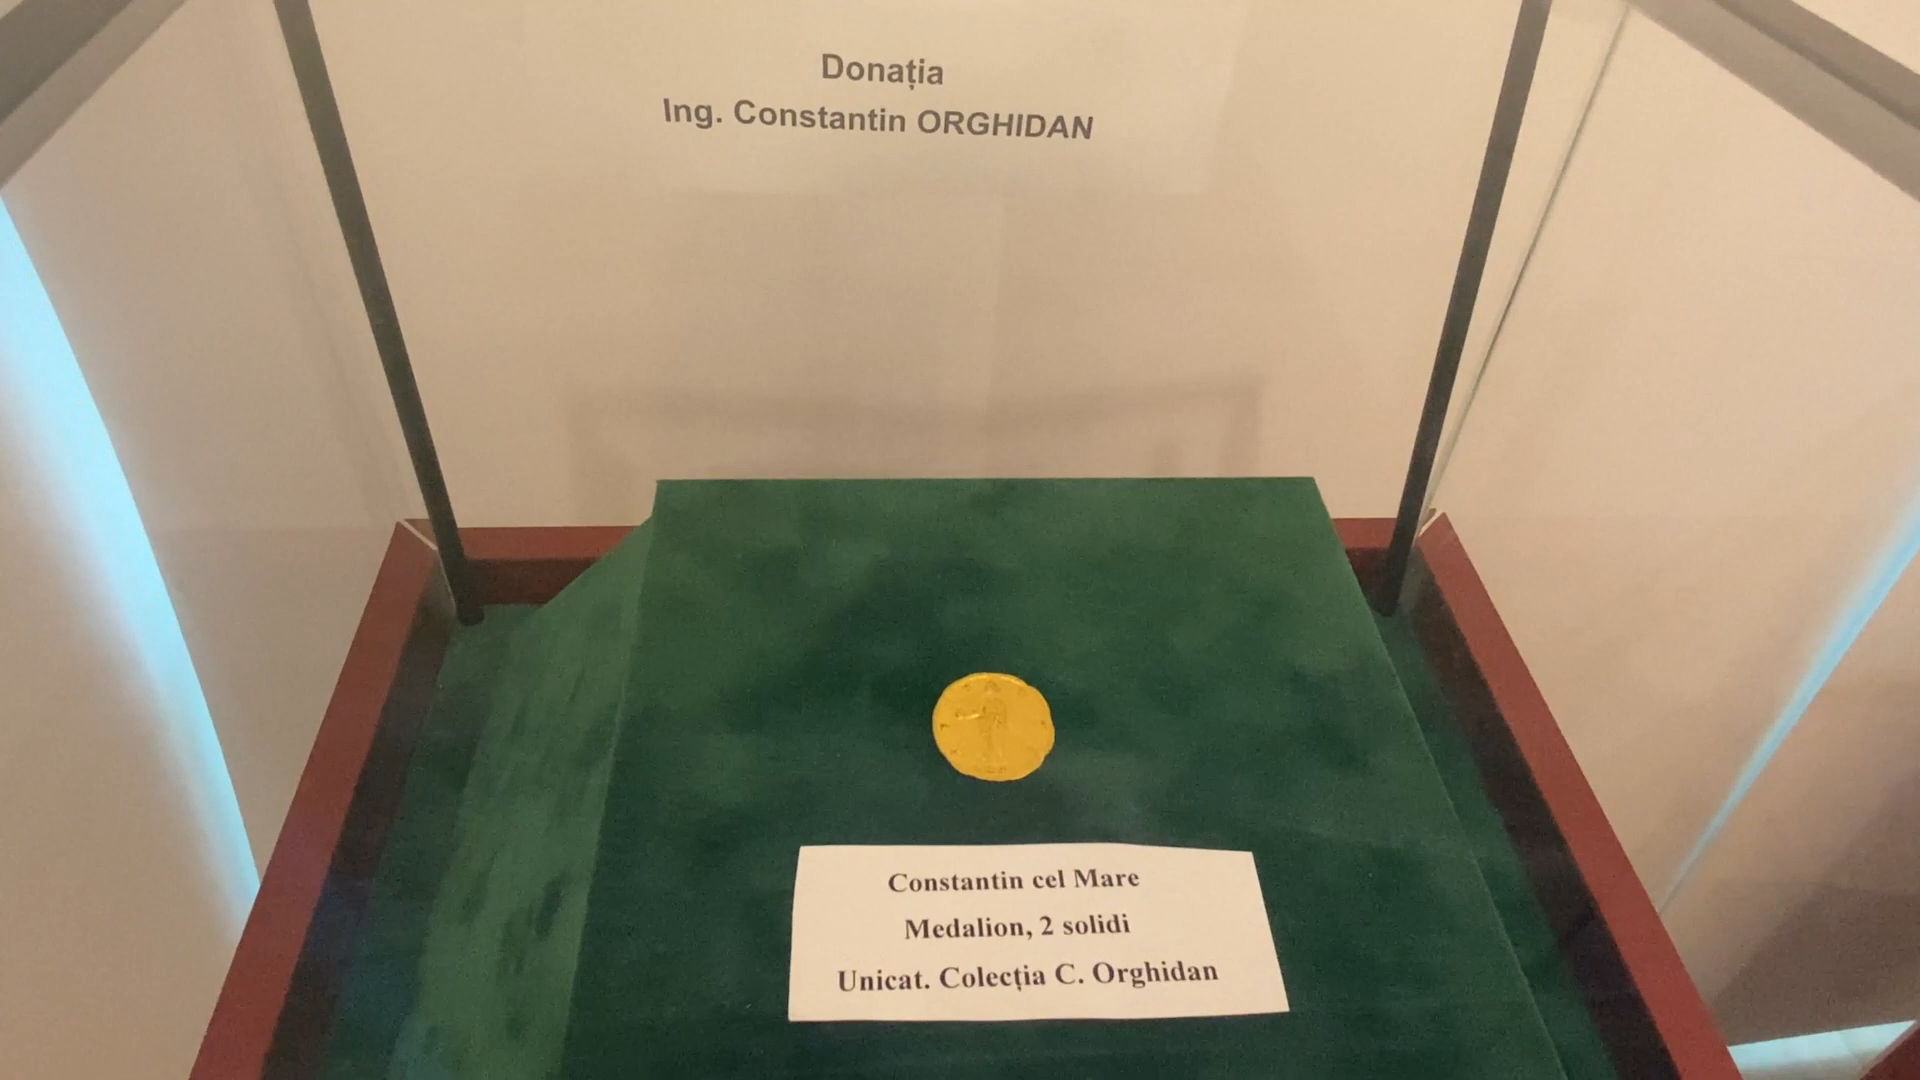 Donația
Ing. Constantin ORGHIDAN
Constantin cel Mare
Medalion, 2 solidi
Unicat. Colecția C. Orghidan